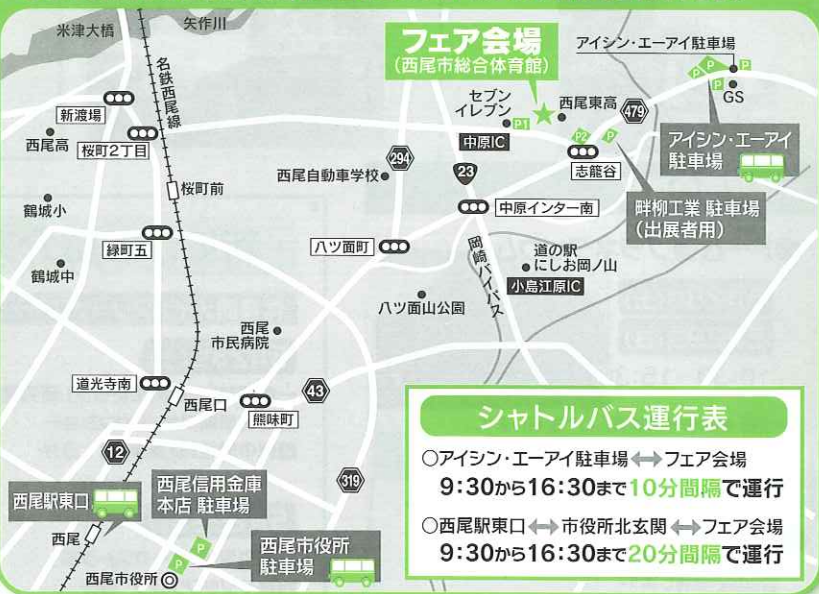 米津大橋
矢作川
名鉄西尾線
新渡場
西尾高
桜町2丁目
桜町前
鶴城小
緑町五
鶴城中
西尾市民病院
道光寺南
西尾口
熊味町
43
12
319
西尾駅東口
西尾
西尾信用金庫
本店 駐車場
P
P
西尾市役所
駐車場
西尾市役所
フェア会場
(西尾市総合体育館)
セブン
イレブン
P1
西尾東高
479
中原IC
P2
P
志籠谷
アイシン・エーアイ駐車場
P
P
P
GS
アイシン・エーアイ
駐車場
畔柳工業 駐車場
(出展者用)
294
西尾自動車学校
23
中原インター南
八ツ面町
岡崎バイパス
道の駅
にしお岡ノ山
小島江原IC
八ツ面山公園
シャトルバス運行表
○アイシン・エーアイ駐車場⇔フェア会場
9:30から16:30まで10分間隔で運行
○西尾駅東口⇔市役所北玄関⇔フェア会場
9:30から16:30まで20分間隔で運行